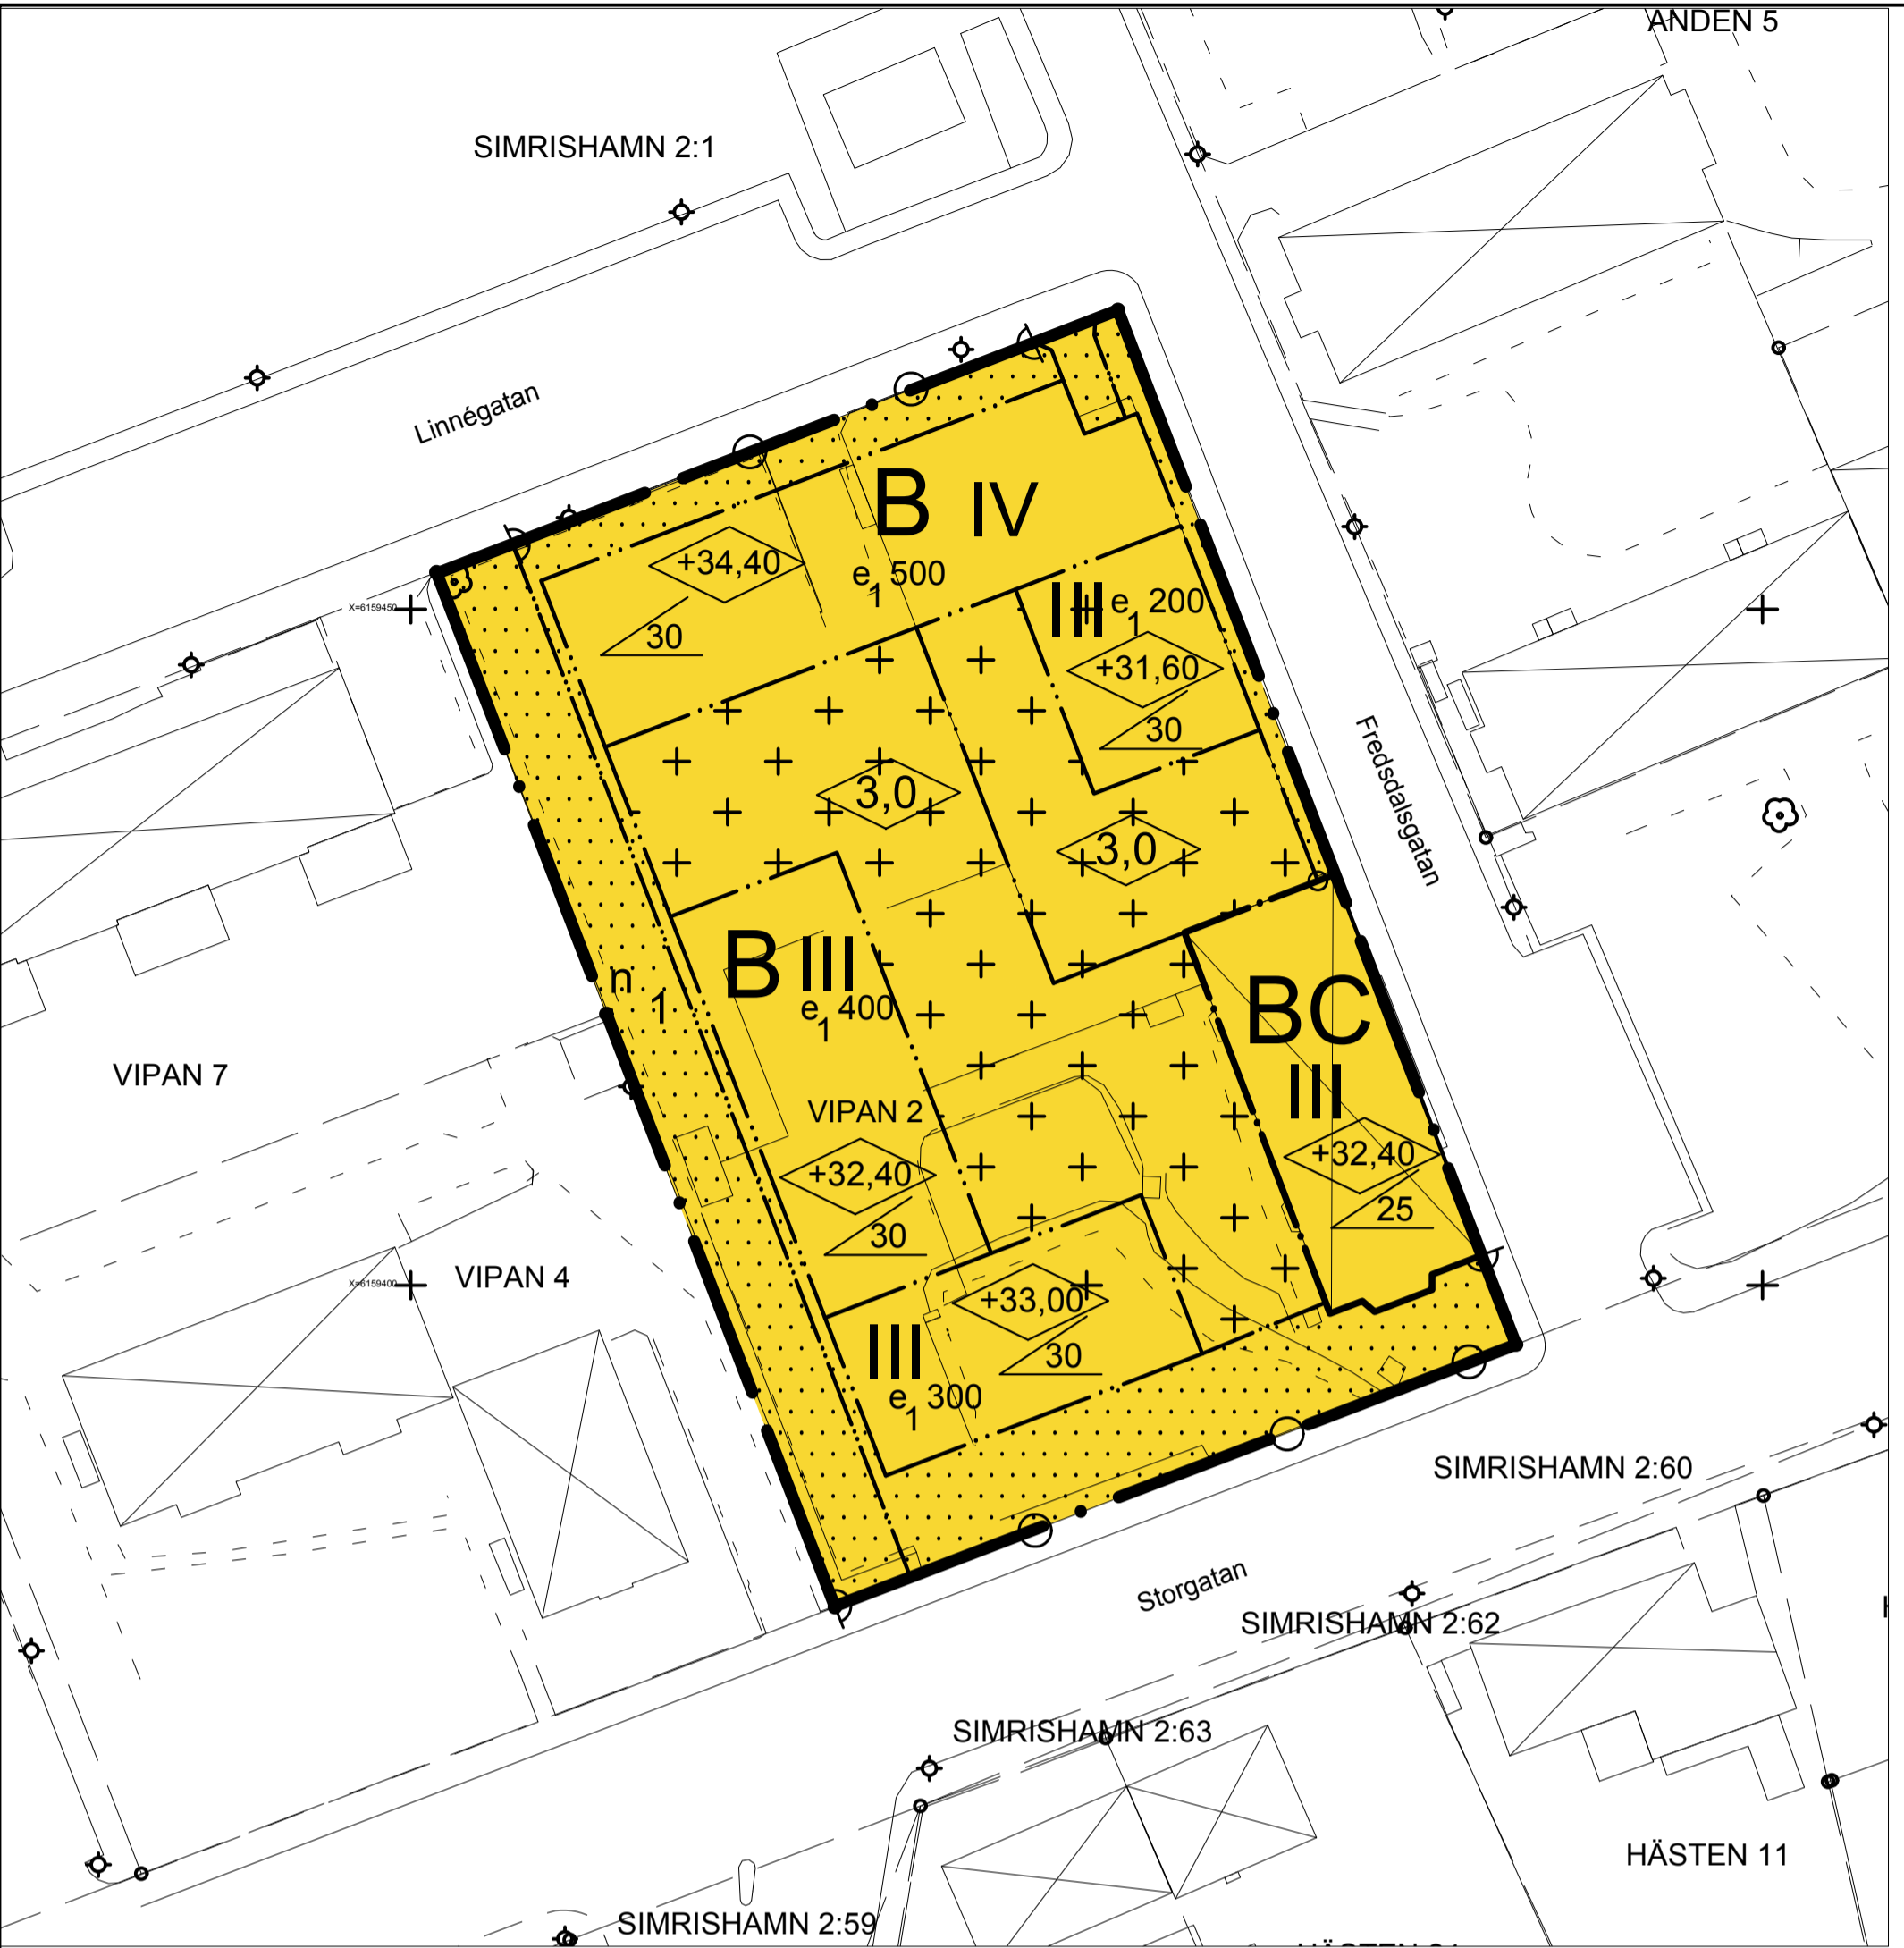 ANDEN 5
SIMRISHAMN 2:1
Linnégatan
B IV
+34,40
e1 500
30
X=6159450
III e1 200
+31,60
30
Fredsdalsgatan
3,0
3,0
B III
e1 400
n1
BC
III
VIPAN 7
VIPAN 2
+32,40
25
+32,40
30
X=6159400
VIPAN 4
+33,00
30
III
e1 300
SIMRISHAMN 2:60
Storgatan
SIMRISHAMN 2:62
SIMRISHAMN 2:63
HÄSTEN 11
SIMRISHAMN 2:59